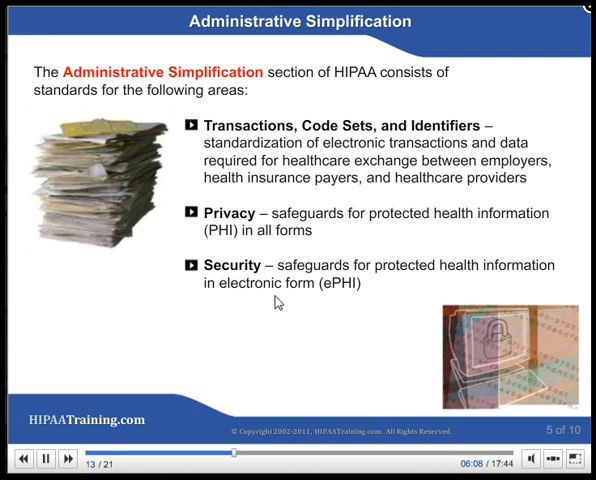 Administrative Simplification
The Administrative Simplification section of HIPAA consists of
standards for the following areas:
Transactions, Code Sets, and Identifiers –
standardization of electronic transactions and data
required for healthcare exchange between employers,
health insurance payers, and healthcare providers
Privacy – safeguards for protected health information
(PHI) in all forms
Security – safeguards for protected health information
in electronic form (ePHI)
HIPAATraining.com
© Copyright 2002-2011, HIPAATraining.com. All Rights Reserved.
5 of 10
13 / 21
06:08 / 17:44